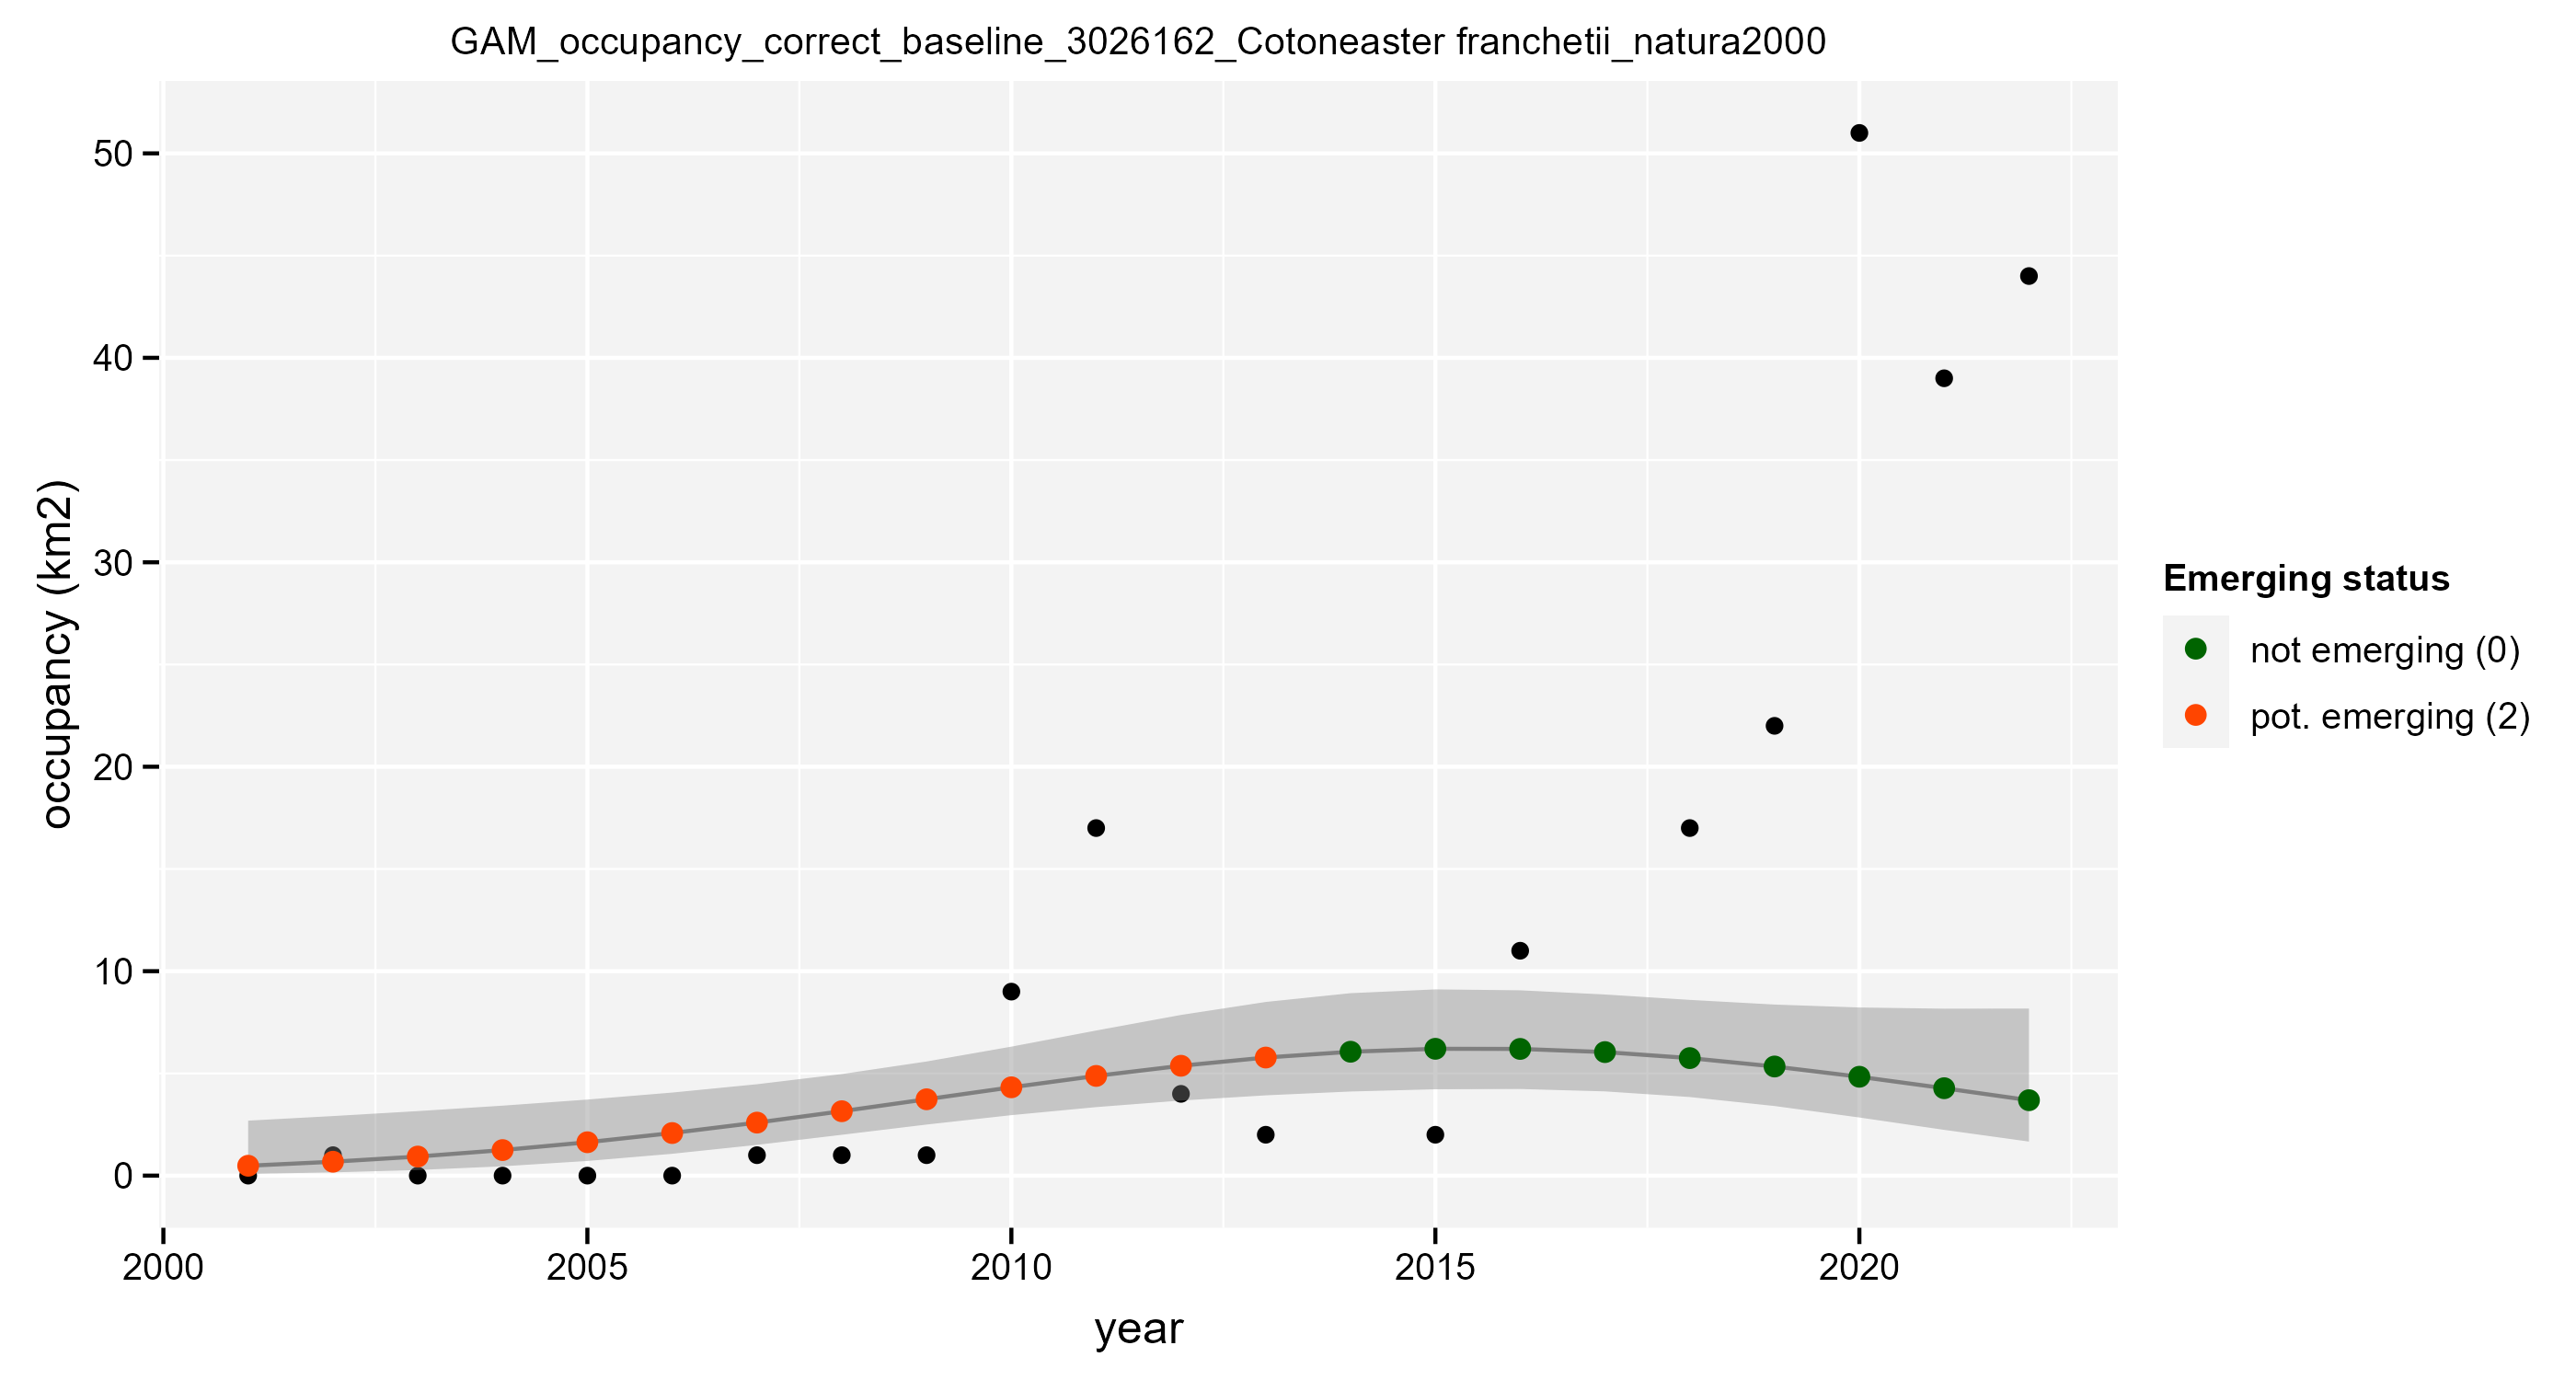 GAM_occupancy_correct_baseline_3026162_Cotoneaster franchetii_natura2000
occupancy (km2)
50
40
30
20
10
0
2000 2005 2010 2015 2020
year
Emerging status
not emerging (0)
pot. emerging (2)